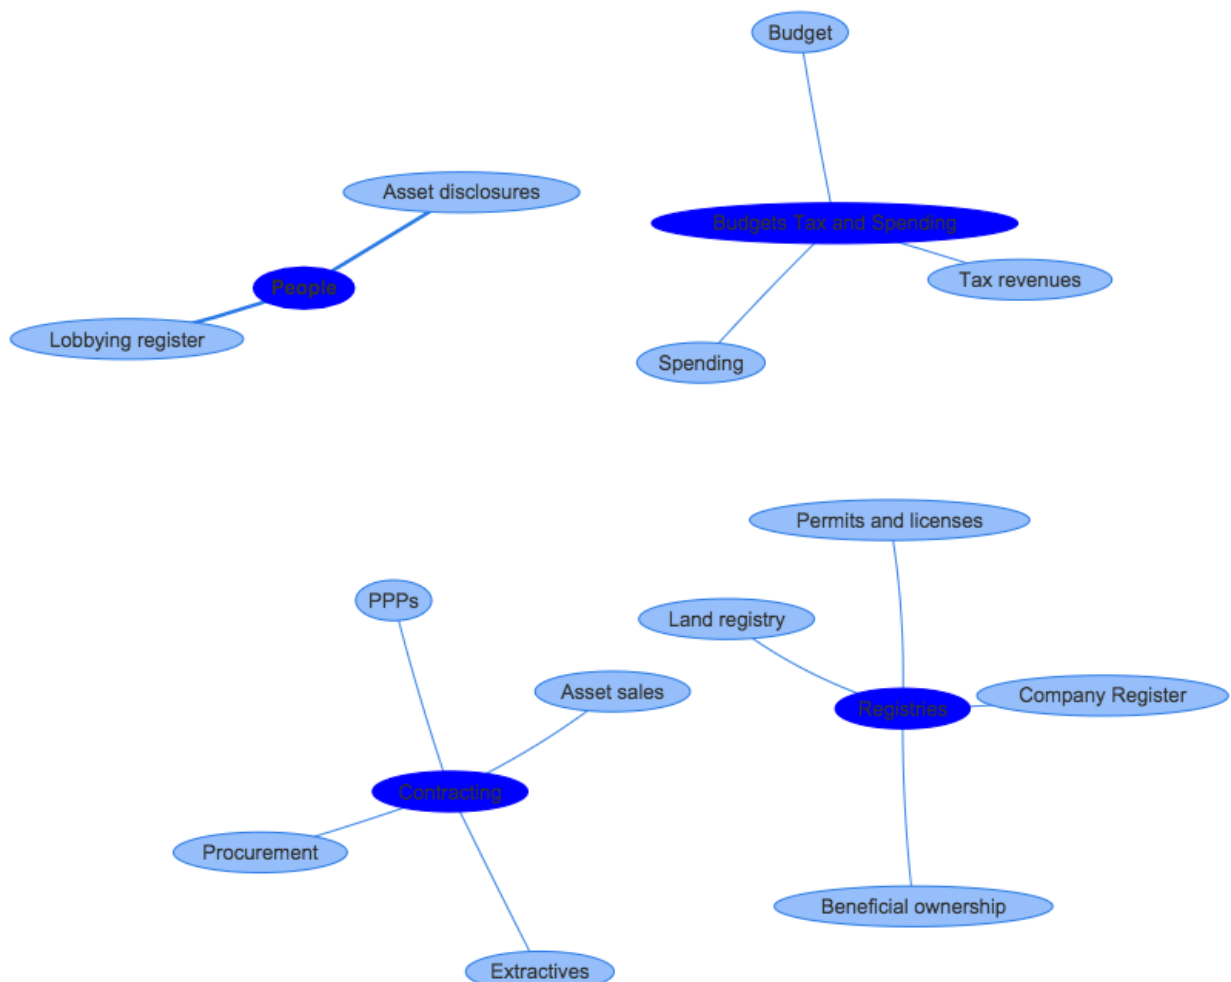 Budget
Asset disclosures
Budgets Tax and Spending
People
Tax revenues
Lobbying register
Spending
Permits and licenses
PPPs
Land registry
Asset sales
Company Register
Registries
Contracting
Procurement
Beneficial ownership
Extractives